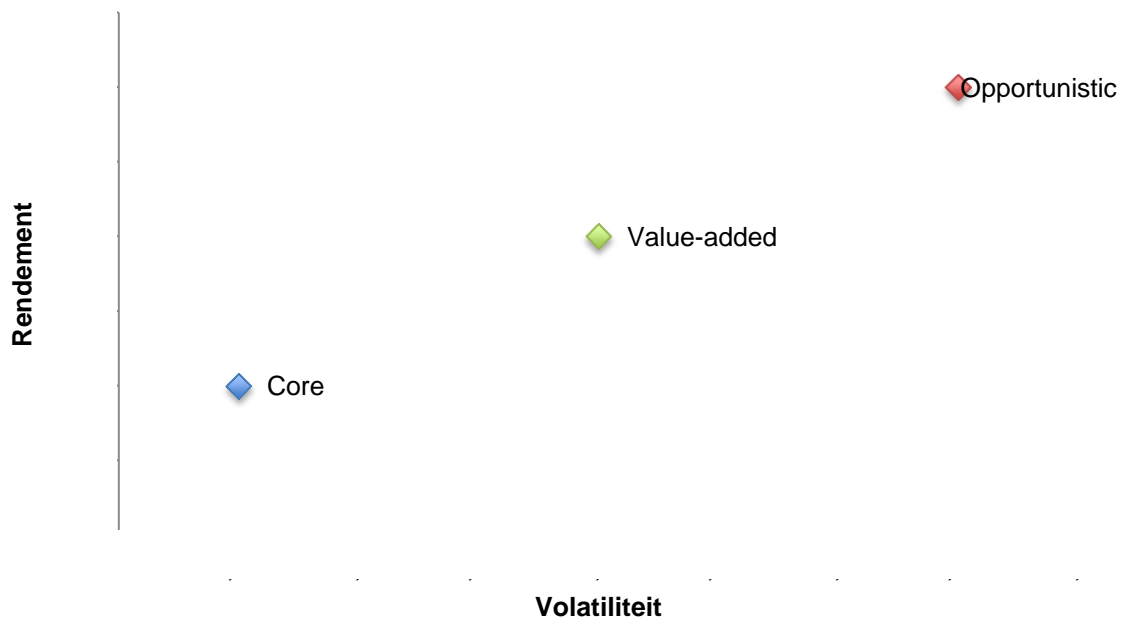 Opportunistic
Value-added
Rendement
Core
Volatiliteit